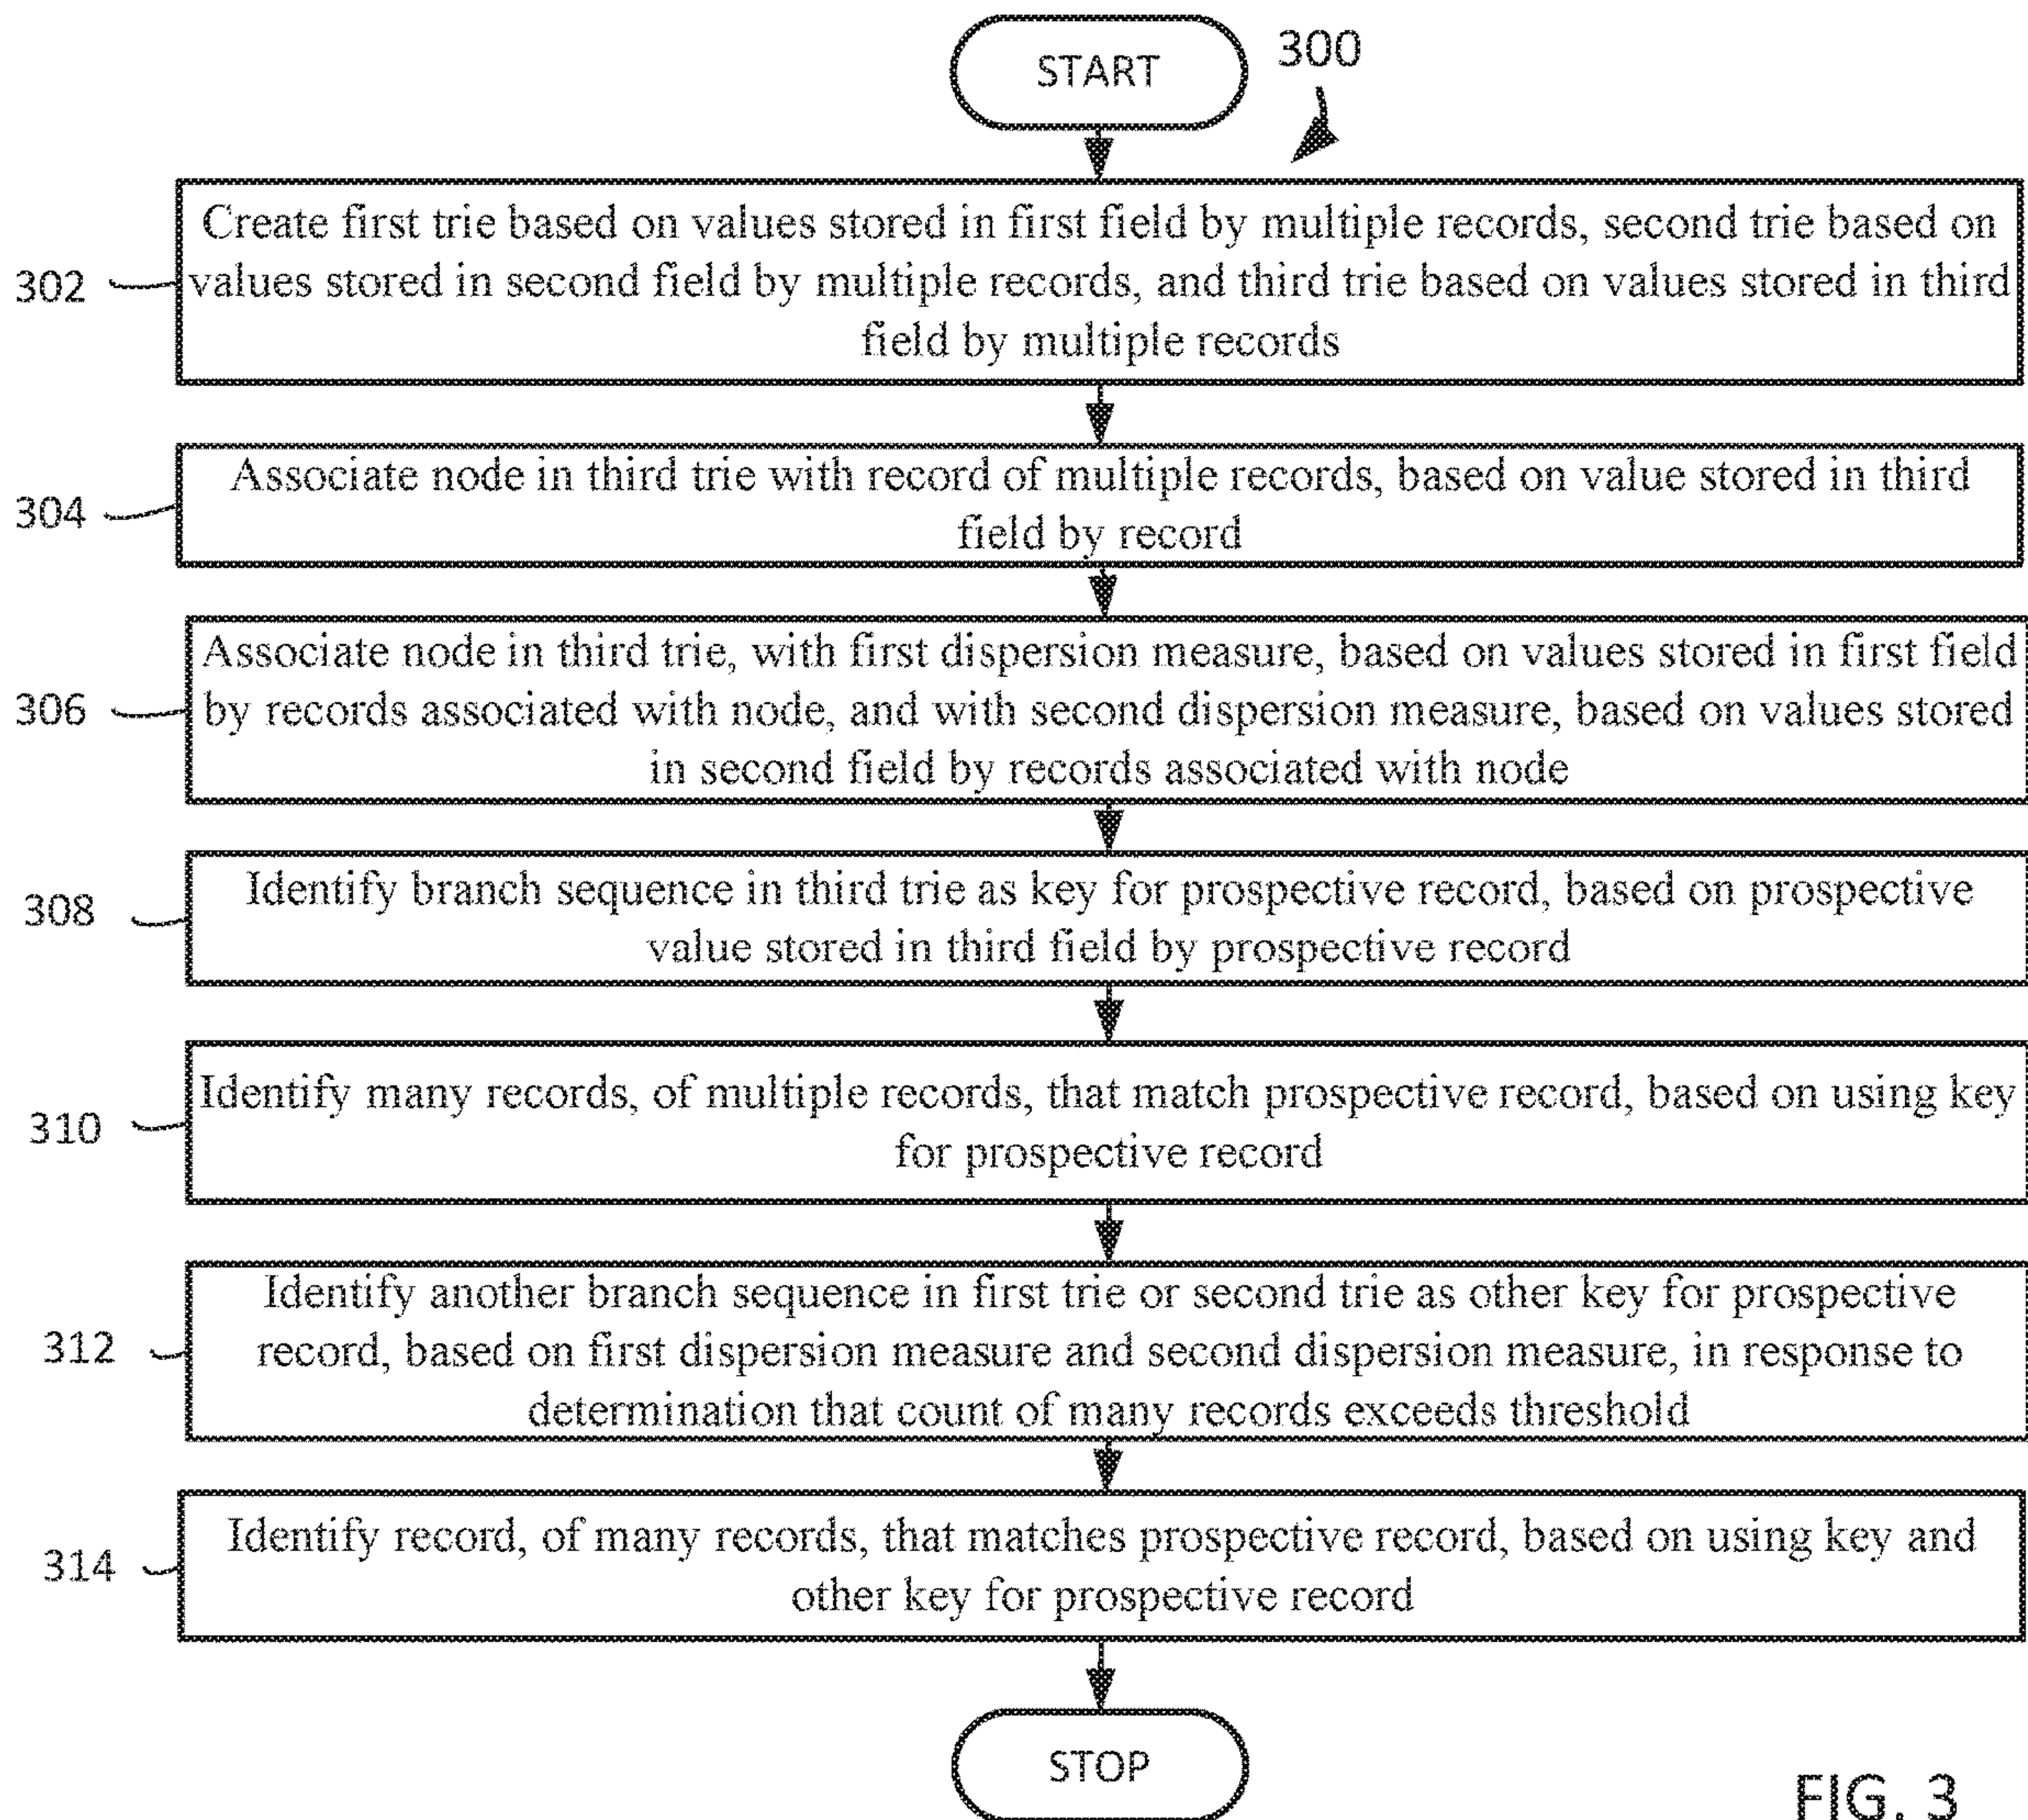 START
300
302
Create first trie based on values stored in first field by multiple records, second trie based on
values stored in second field by multiple records, and third trie based on values stored in third
field by multiple records
304
Associate node in third trie with record of multiple records, based on value stored in third
field by record
306
Associate node in third trie, with first dispersion measure, based on values stored in first field
by records associated with node, and with second dispersion measure, based on values stored
in second field by records associated with node
308
Identify branch sequence in third trie as key for prospective record, based on prospective
value stored in third field by prospective record
310
Identify many records, of multiple records, that match prospective record, based on using key
for prospective record
312
Identify another branch sequence in first trie or second trie as other key for prospective
record, based on first dispersion measure and second dispersion measure, in response to
determination that count of many records exceeds threshold
314
Identify record, of many records, that matches prospective record, based on using key and
other key for prospective record
STOP
FIG. 3